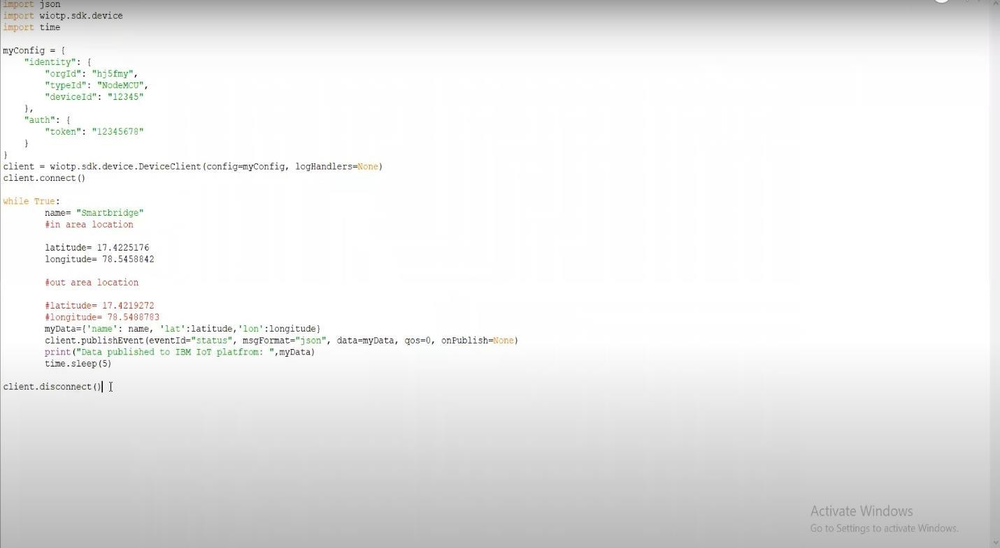 import json
import wiotp.sdk.device
import time
myConfig = {
    "identity": {
        "orgId": "hj5fmy",
        "typeId": "NodeMCU",
        "deviceId": "12345"
    },
    "auth": {
        "token": "12345678"
    }
}
client = wiotp.sdk.device.DeviceClient(config=myConfig, logHandlers=None)
client.connect()
while True:
        name= "Smartbridge"
        #in area location
        latitude= 17.4225176
        longitude= 78.5458842
        #out area location
        #latitude= 17.4219272
        #longitude= 78.5488783
        myData={'name': name, 'lat':latitude,'lon':longitude}
        client.publishEvent(eventId="status", msgFormat="json", data=myData, qos=0, onPublish=None)
        print("Data published to IBM IoT platfrom: ",myData)
        time.sleep(5)
client.disconnect()
Activate Windows
Go to Settings to activate Windows.